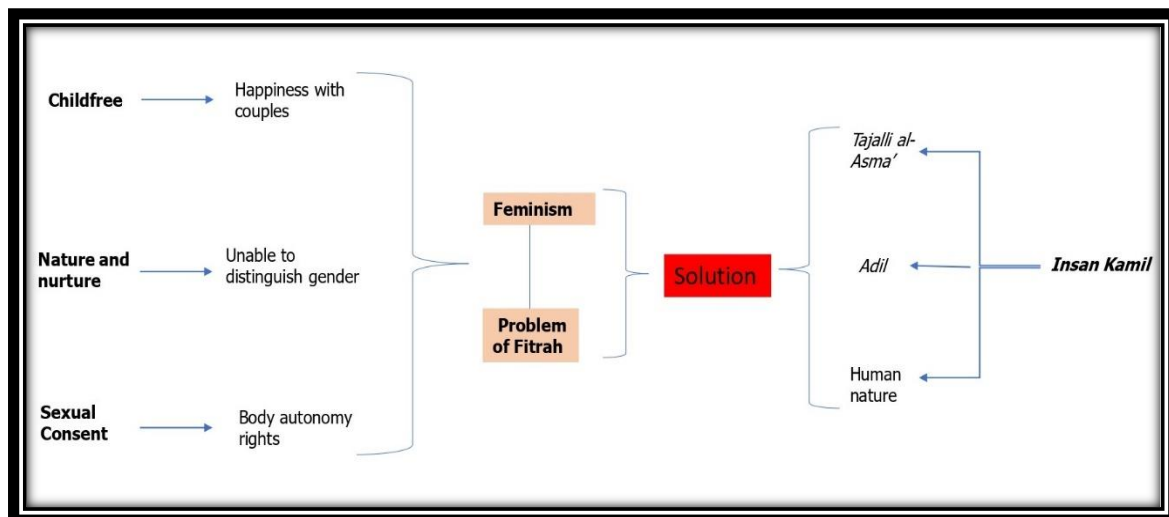 Childfree
Happiness with
couples
Nature and
nurture
Unable to
distinguish gender
Sexual
Consent
Body autonomy
rights
Feminism
Problem
of Fitrah
Solution
Tajalli al-
Asma’
Adil
Human
nature
Insan Kamil